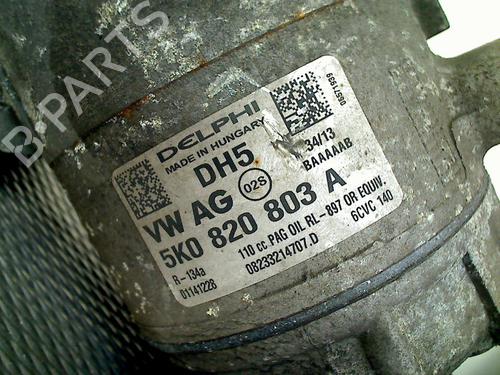 DELPHI
MADE IN HUNGARY
DH5
VW AG 02S
5K0 820 803 A
00571939
34/13
BAAAAAB
110 cc PAG OIL RL-897 OR EQUIV.
R-134a
6CVC 140
01141228
08233214707.D